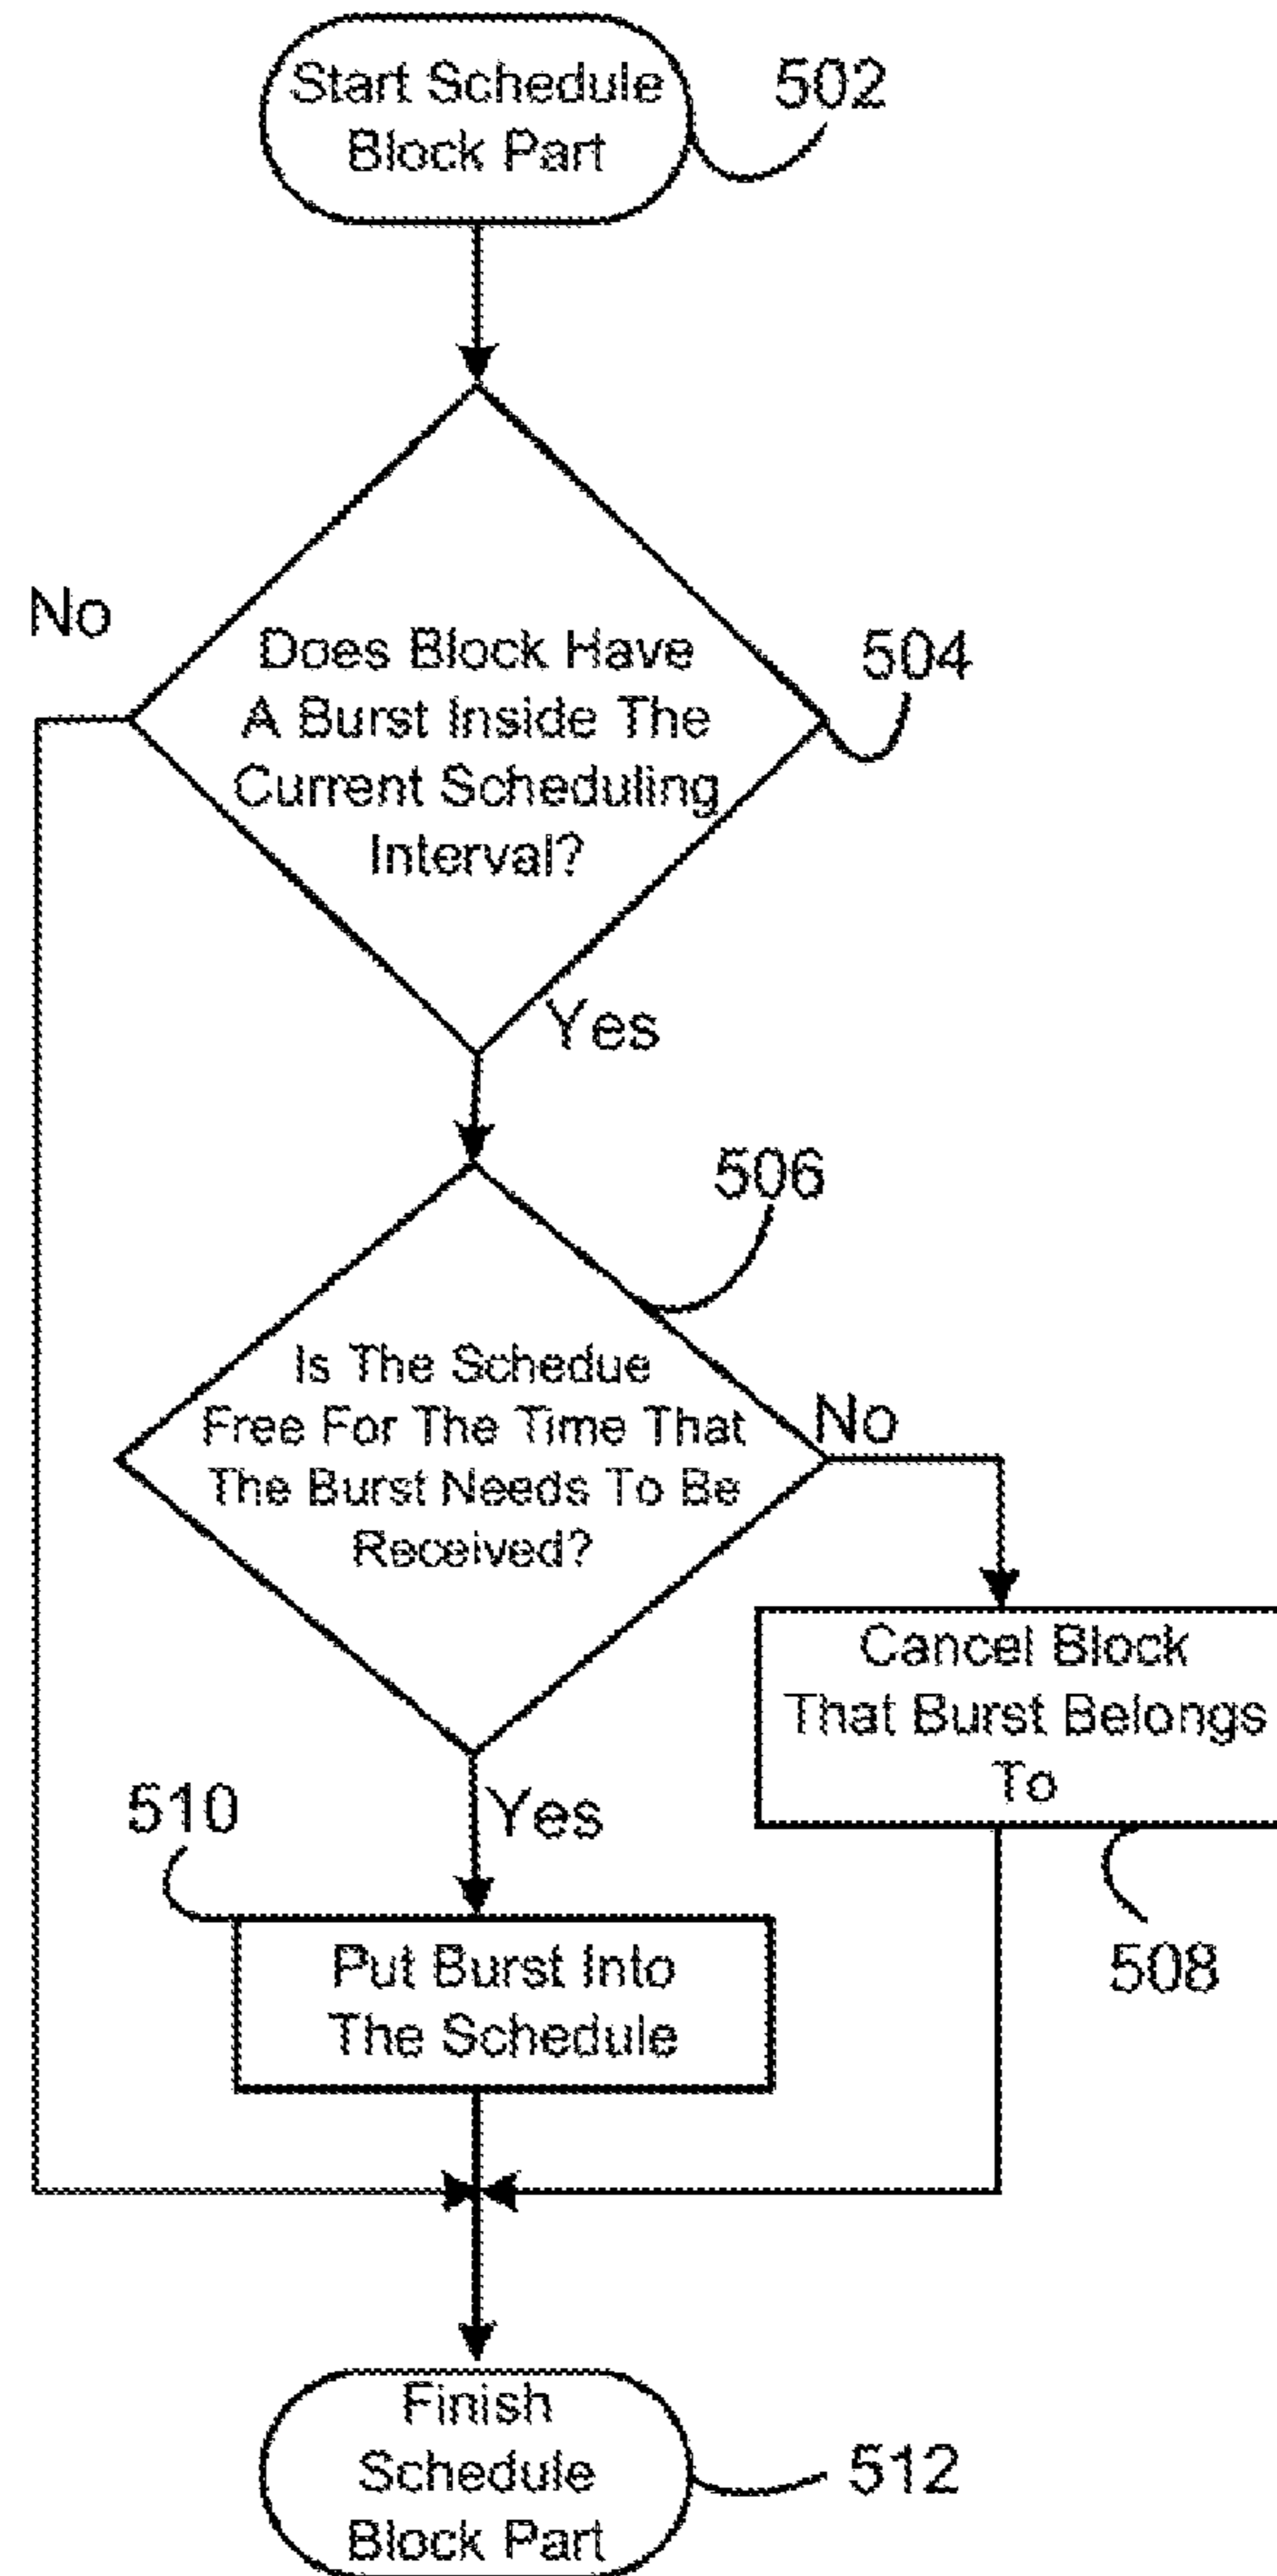 Start Schedule
Block Part
502
No
Does Block Have
A Burst Inside The
Current Scheduling
Interval?
504
Yes
506
Is The Schedue
Free For The Time That
The Burst Needs To Be
Received?
No
Cancel Block
That Burst Belongs
To
508
Yes
510
Put Burst Into
The Schedule
Finish
Schedule
Block Part
512